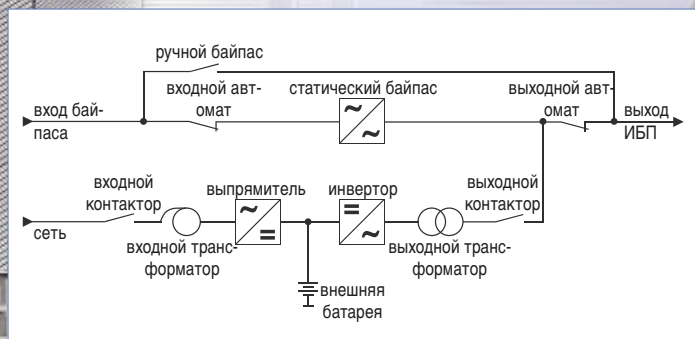 ручной байпас
входной авт-
омат
статический байпас
выходной авт-
омат
вход бай-
паса
выход
ИБП
входной
контактор
выпрямитель
инвертор
выходной
контактор
сеть
входной транс-
форматор
выходной транс-
форматор
внешняя
батарея